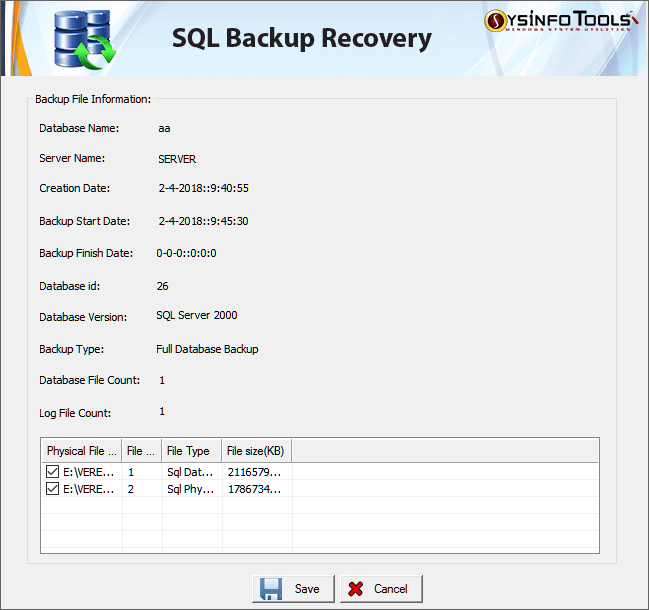 SQL Backup Recovery
SYSINFOTOOLS
WINDOWS SYSTEM UTILITIES
Backup File Information:
Database Name: aa
Server Name: SERVER
Creation Date: 2-4-2018::9:40:55
Backup Start Date: 2-4-2018::9:45:30
Backup Finish Date: 0-0-0::0:0:0
Database id: 26
Database Version: SQL Server 2000
Backup Type: Full Database Backup
Database File Count: 1
Log File Count: 1
Physical File ... File ... File Type File size(KB)
E:\VERE... 1 Sql Dat... 2116579...
E:\VERE... 2 Sql Phy... 1786734...
Save Cancel